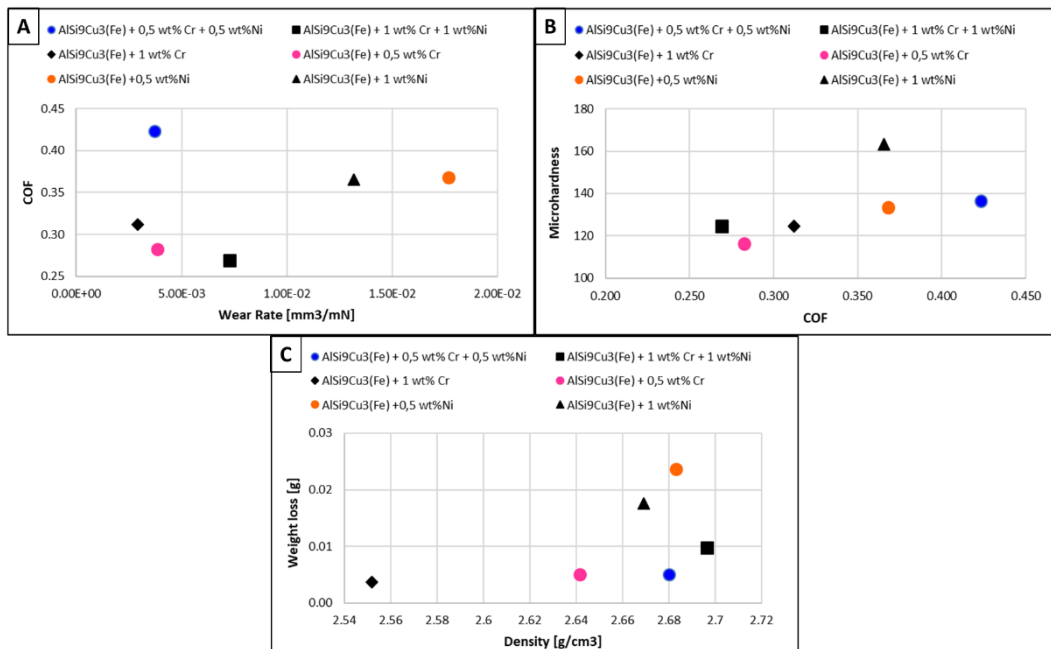 A
AlSi9Cu3(Fe) + 0,5 wt% Cr + 0,5 wt%Ni
AlSi9Cu3(Fe) + 1 wt% Cr + 1 wt%Ni
AlSi9Cu3(Fe) + 1 wt% Cr
AlSi9Cu3(Fe) + 0,5 wt% Cr
AlSi9Cu3(Fe) +0,5 wt%Ni
AlSi9Cu3(Fe) + 1 wt%Ni
COF
0.45
0.40
0.35
0.30
0.25
0.00E+00 5.00E-03 1.00E-02 1.50E-02 2.00E-02
Wear Rate [mm3/mN]
B
AlSi9Cu3(Fe) + 0,5 wt% Cr + 0,5 wt%Ni
AlSi9Cu3(Fe) + 1 wt% Cr + 1 wt%Ni
AlSi9Cu3(Fe) + 1 wt% Cr
AlSi9Cu3(Fe) + 0,5 wt% Cr
AlSi9Cu3(Fe) +0,5 wt%Ni
AlSi9Cu3(Fe) + 1 wt%Ni
Microhardness
180
160
140
120
100
0.200 0.250 0.300 0.350 0.400 0.450
COF
C
AlSi9Cu3(Fe) + 0,5 wt% Cr + 0,5 wt%Ni
AlSi9Cu3(Fe) + 1 wt% Cr + 1 wt%Ni
AlSi9Cu3(Fe) + 1 wt% Cr
AlSi9Cu3(Fe) + 0,5 wt% Cr
AlSi9Cu3(Fe) +0,5 wt%Ni
AlSi9Cu3(Fe) + 1 wt%Ni
Weight loss [g]
0.03
0.02
0.01
0.00
2.54 2.56 2.58 2.6 2.62 2.64 2.66 2.68 2.7 2.72
Density [g/cm3]